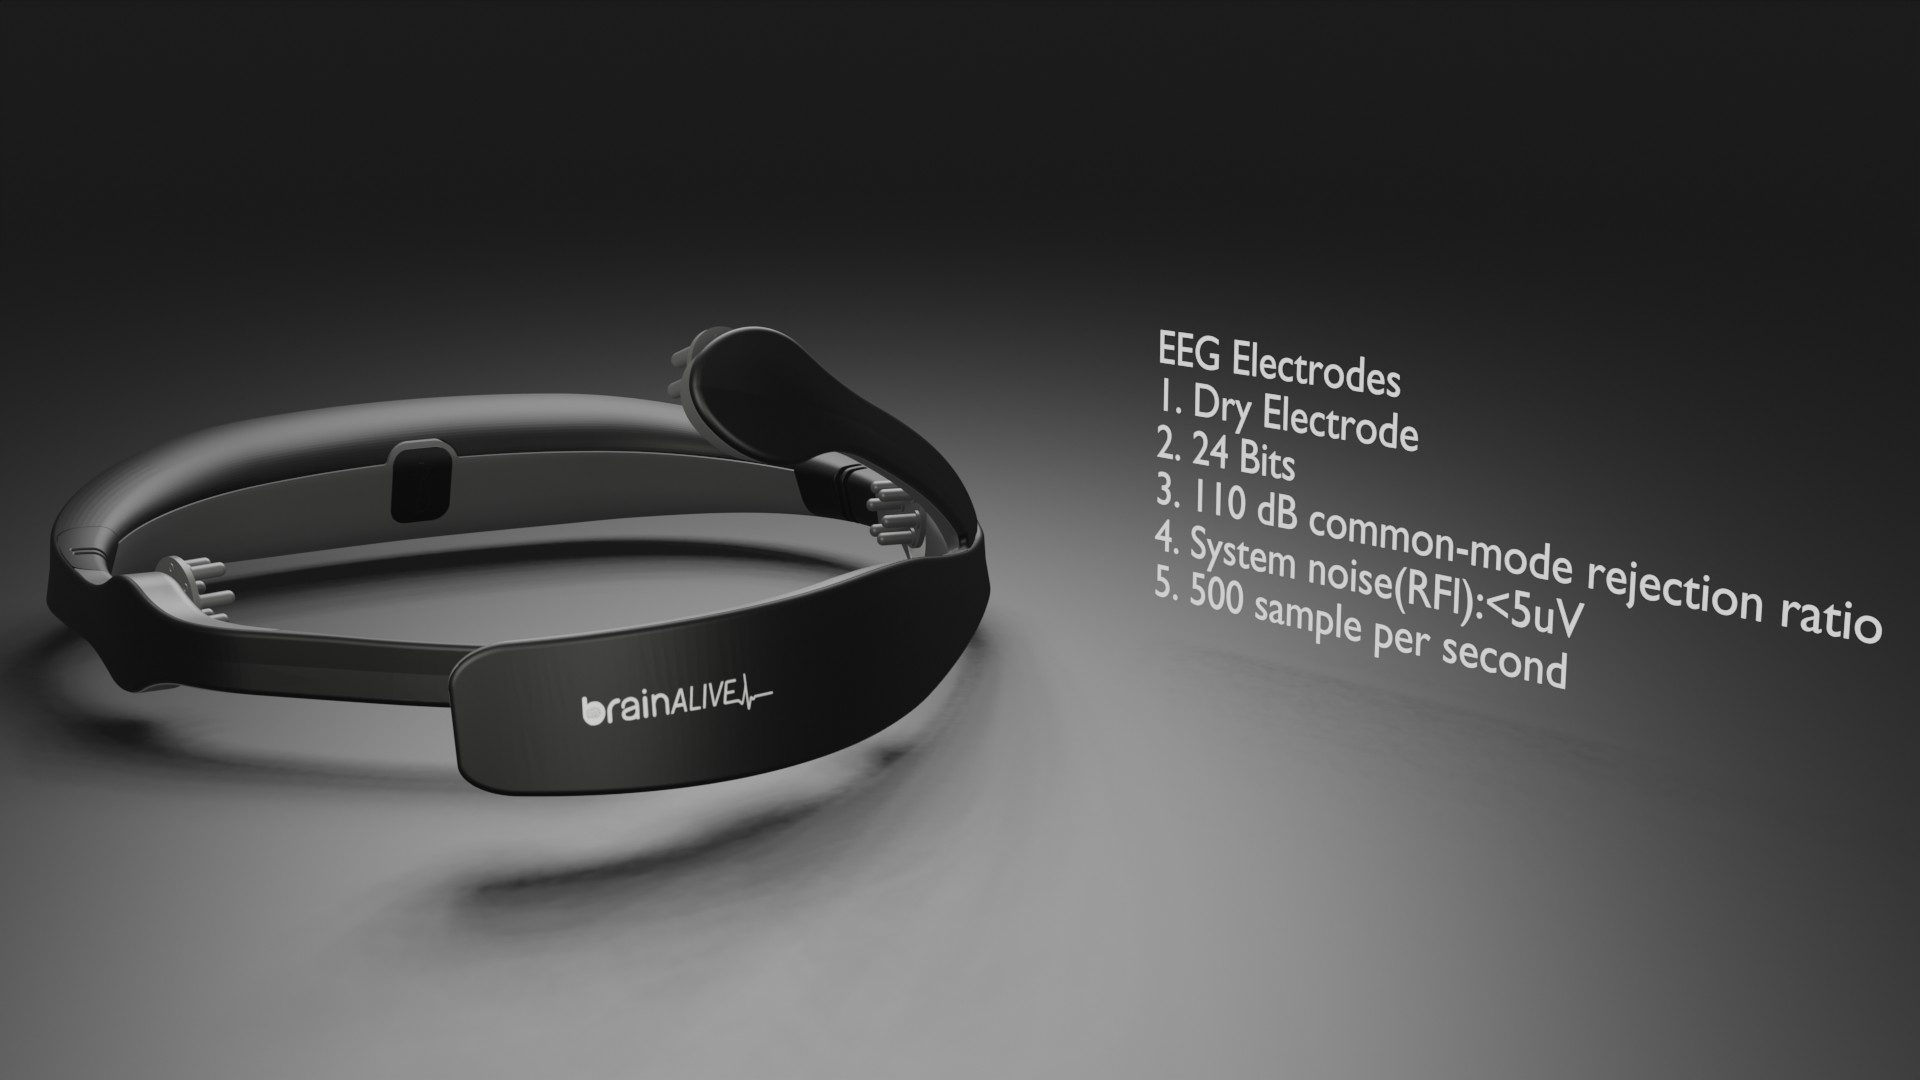 EEG Electrodes
1. Dry Electrode
2. 24 Bits
3. 110 dB common-mode rejection ratio
4. System noise(RFI):<5uV
5. 500 sample per second
brainALIVE